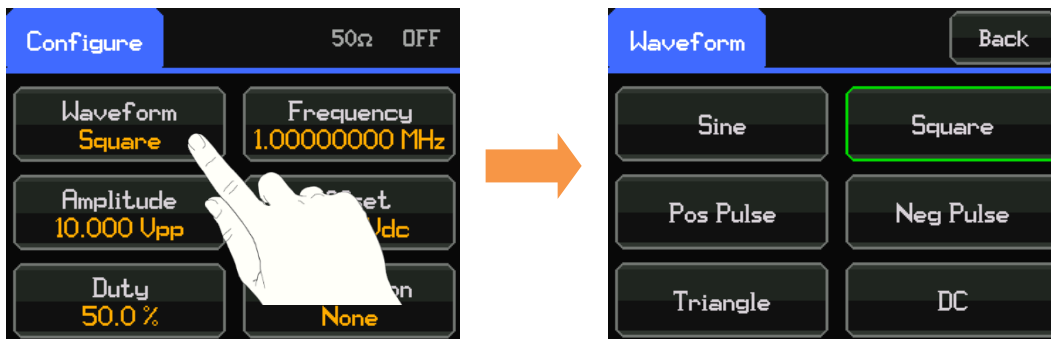 Configure 50Ω OFF
Waveform Frequency
Square 1.00000000 MHz
Amplitude
10.000 Vpp
Duty
50.0 % None
Waveform Back
Sine Square
Pos Pulse Neg Pulse
Triangle DC